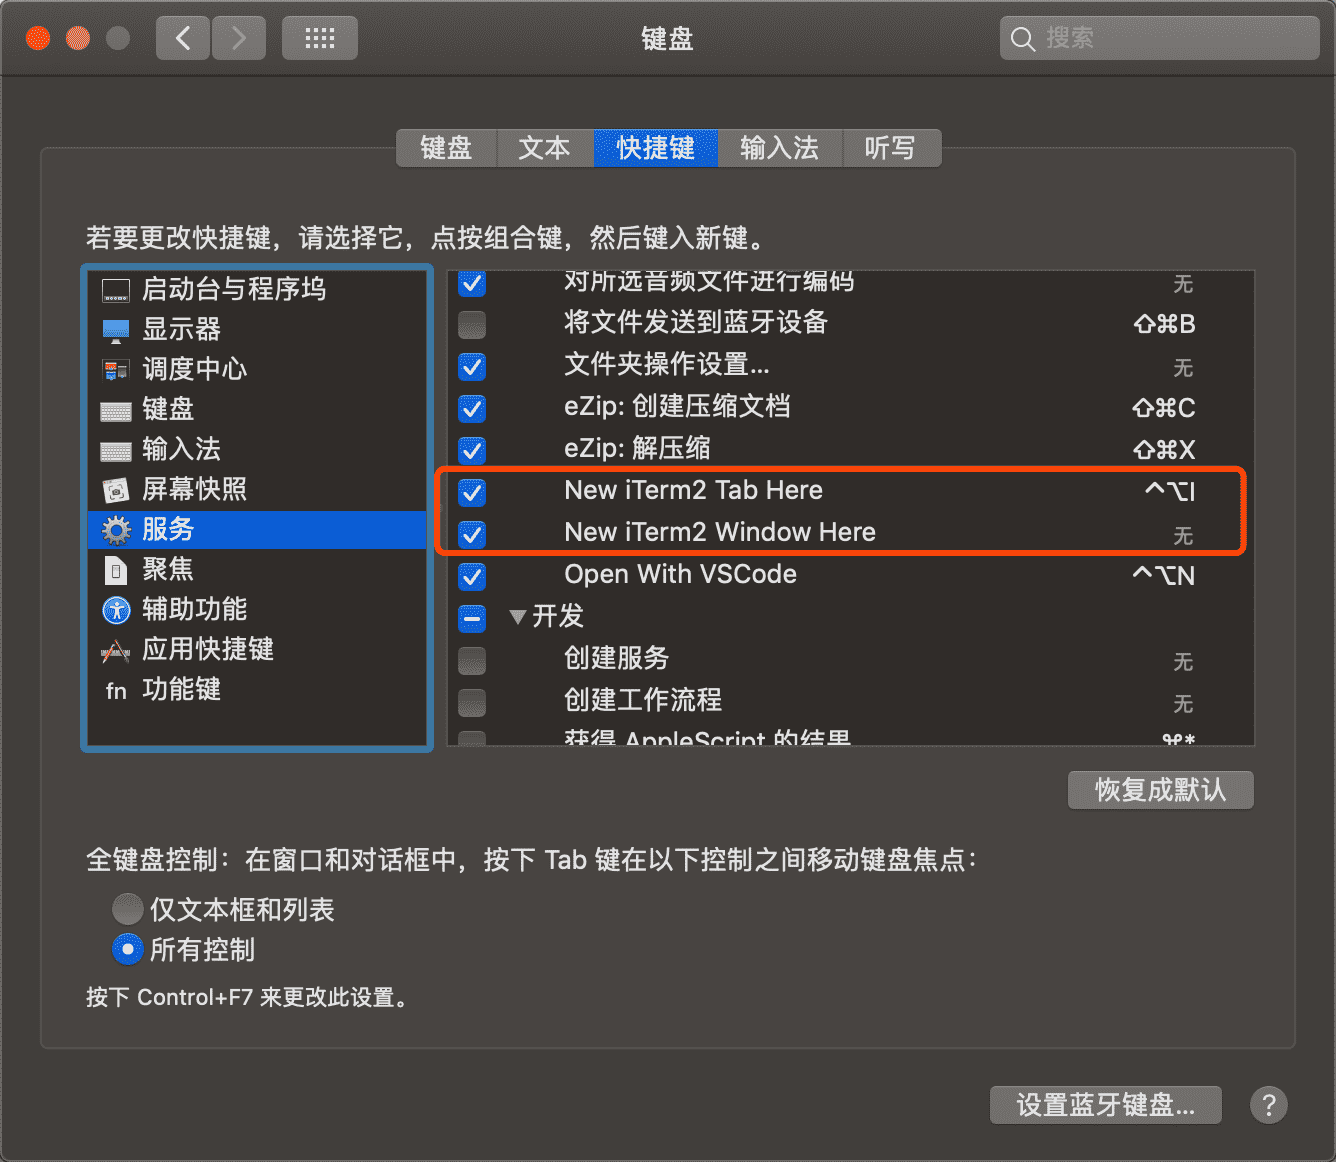 键盘
搜索
键盘 文本 快捷键 输入法 听写
若要更改快捷键，请选择它，点按组合键，然后键入新键。
启动台与程序坞
显示器
调度中心
键盘
输入法
屏幕快照
服务
聚焦
辅助功能
应用快捷键
fn 功能键
对所选音频文件进行编码 无
将文件发送到蓝牙设备 ⇧⌘B
文件夹操作设置... 无
eZip: 创建压缩文档 ⇧⌘C
eZip: 解压缩 ⇧⌘X
New iTerm2 Tab Here ^⌥I
New iTerm2 Window Here 无
Open With VSCode ^⌥N
▼开发
创建服务 无
创建工作流程 无
获得 AppleScript 的结果 ⌘*
恢复成默认
全键盘控制：在窗口和对话框中，按下 Tab 键在以下控制之间移动键盘焦点：
仅文本框和列表
所有控制
按下 Control+F7 来更改此设置。
设置蓝牙键盘...
?